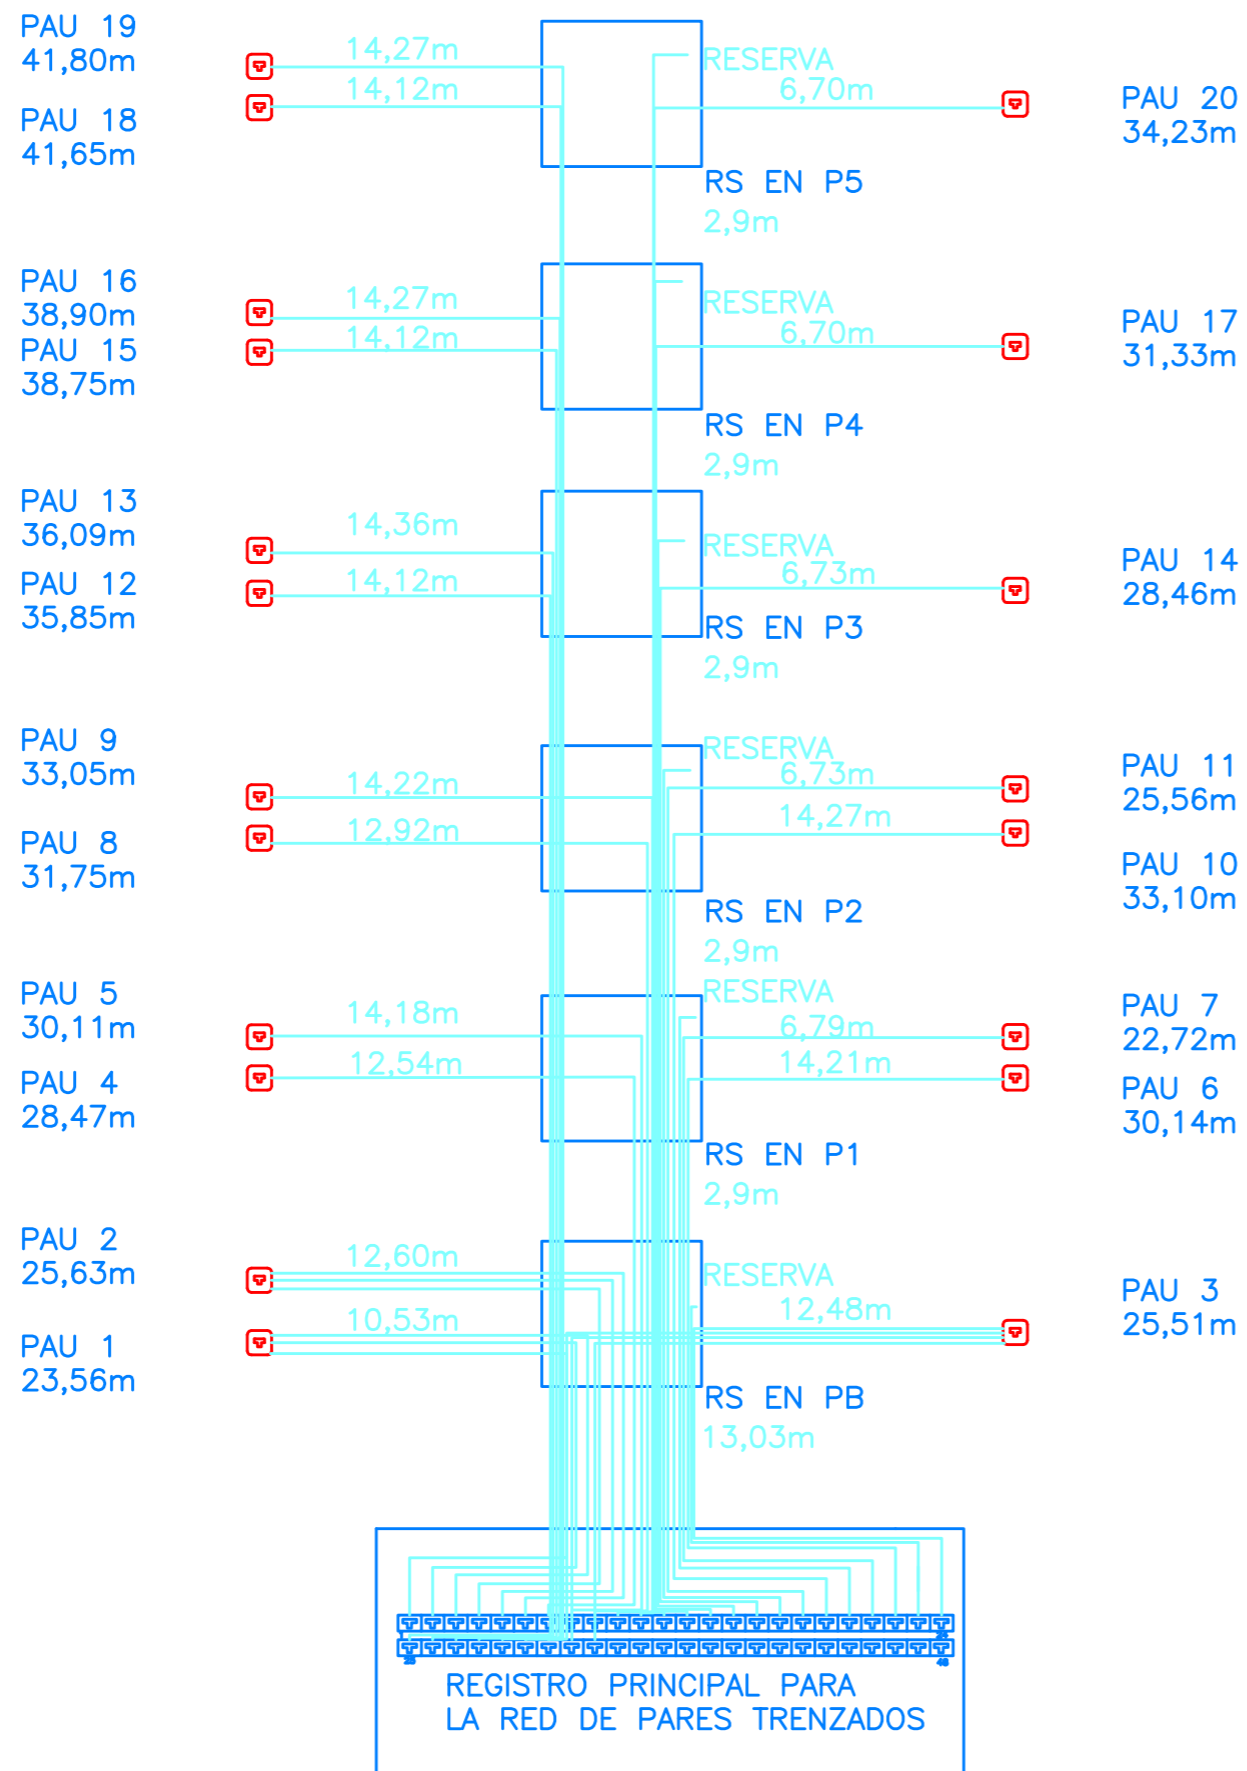 PAU 19
41,80m
14,27m
RESERVA
14,12m
6,70m
PAU 20
34,23m
PAU 18
41,65m
RS EN P5
2,9m
PAU 16
38,90m
14,27m
RESERVA
PAU 15
38,75m
14,12m
6,70m
PAU 17
31,33m
RS EN P4
2,9m
PAU 13
36,09m
14,36m
RESERVA
PAU 12
35,85m
14,12m
6,73m
PAU 14
28,46m
RS EN P3
2,9m
PAU 9
33,05m
14,22m
RESERVA
6,73m
PAU 11
25,56m
PAU 8
31,75m
12,92m
14,27m
PAU 10
33,10m
RS EN P2
2,9m
PAU 5
30,11m
14,18m
RESERVA
6,79m
PAU 7
22,72m
PAU 4
28,47m
12,54m
14,21m
PAU 6
30,14m
RS EN P1
2,9m
PAU 2
25,63m
12,60m
RESERVA
12,48m
PAU 3
25,51m
PAU 1
23,56m
10,53m
RS EN PB
13,03m
24
25
48
REGISTRO PRINCIPAL PARA
LA RED DE PARES TRENZADOS